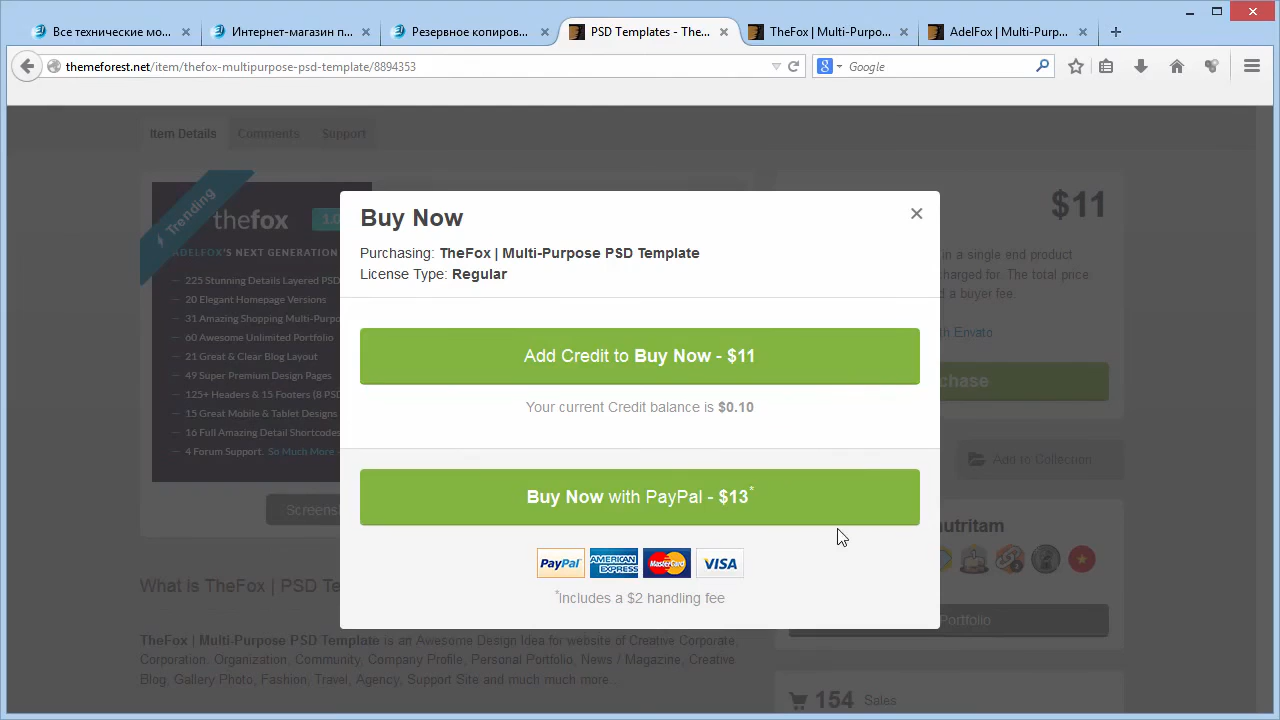 Все технические мо...
Интернет-магазин п...
Резервное копиров...
PSD Templates - The...
TheFox | Multi-Purpo...
AdelFox | Multi-Purp...
themeforest.net/item/thefox-multipurpose-psd-template/8894353
Google
Item Details
Comments
Support
Trending
thefox
1.0
ADELFOX'S NEXT GENERATION
225 Stunning Details Layered PSD
20 Elegant Homepage Versions
31 Amazing Shopping Multi-Purpo
60 Awesome Unlimited Portfolio
21 Great & Clear Blog Layout
49 Super Premium Design Pages
125+ Headers & 15 Footers (8 PSD
15 Great Mobile & Tablet Designs
16 Full Amazing Detail Shortcodes
4 Forum Support. So Much More
Screens
Buy Now
Purchasing: TheFox | Multi-Purpose PSD Template
License Type: Regular
Add Credit to Buy Now - $11
Your current Credit balance is $0.10
Buy Now with PayPal - $13*
PayPal
AMERICAN EXPRESS
MasterCard
VISA
*Includes a $2 handling fee
$11
in a single end product
harged for. The total price
d a buyer fee.
h Envato
chase
Add to Collection
nutritam
Portfolio
154 Sales
What is TheFox | PSD Te
TheFox | Multi-Purpose PSD Template is an Awesome Design Idea for website of Creative Corporate,
Corporation. Organization, Community, Company Profile, Personal Portfolio, News / Magazine, Creative
Blog, Gallery Photo, Fashion, Travel, Agency, Support Site and much much more...